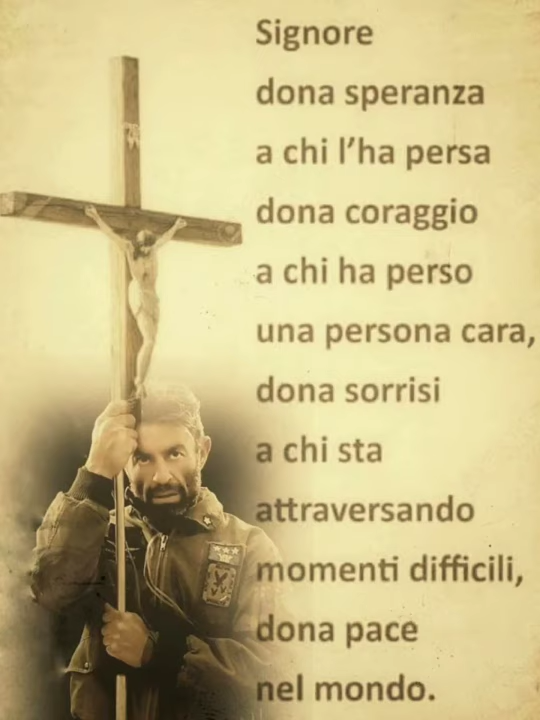 Signore
dona speranza
a chi l’ha persa
dona coraggio
a chi ha perso
una persona cara,
dona sorrisi
a chi sta
attraversando
momenti difficili,
dona pace
nel mondo.